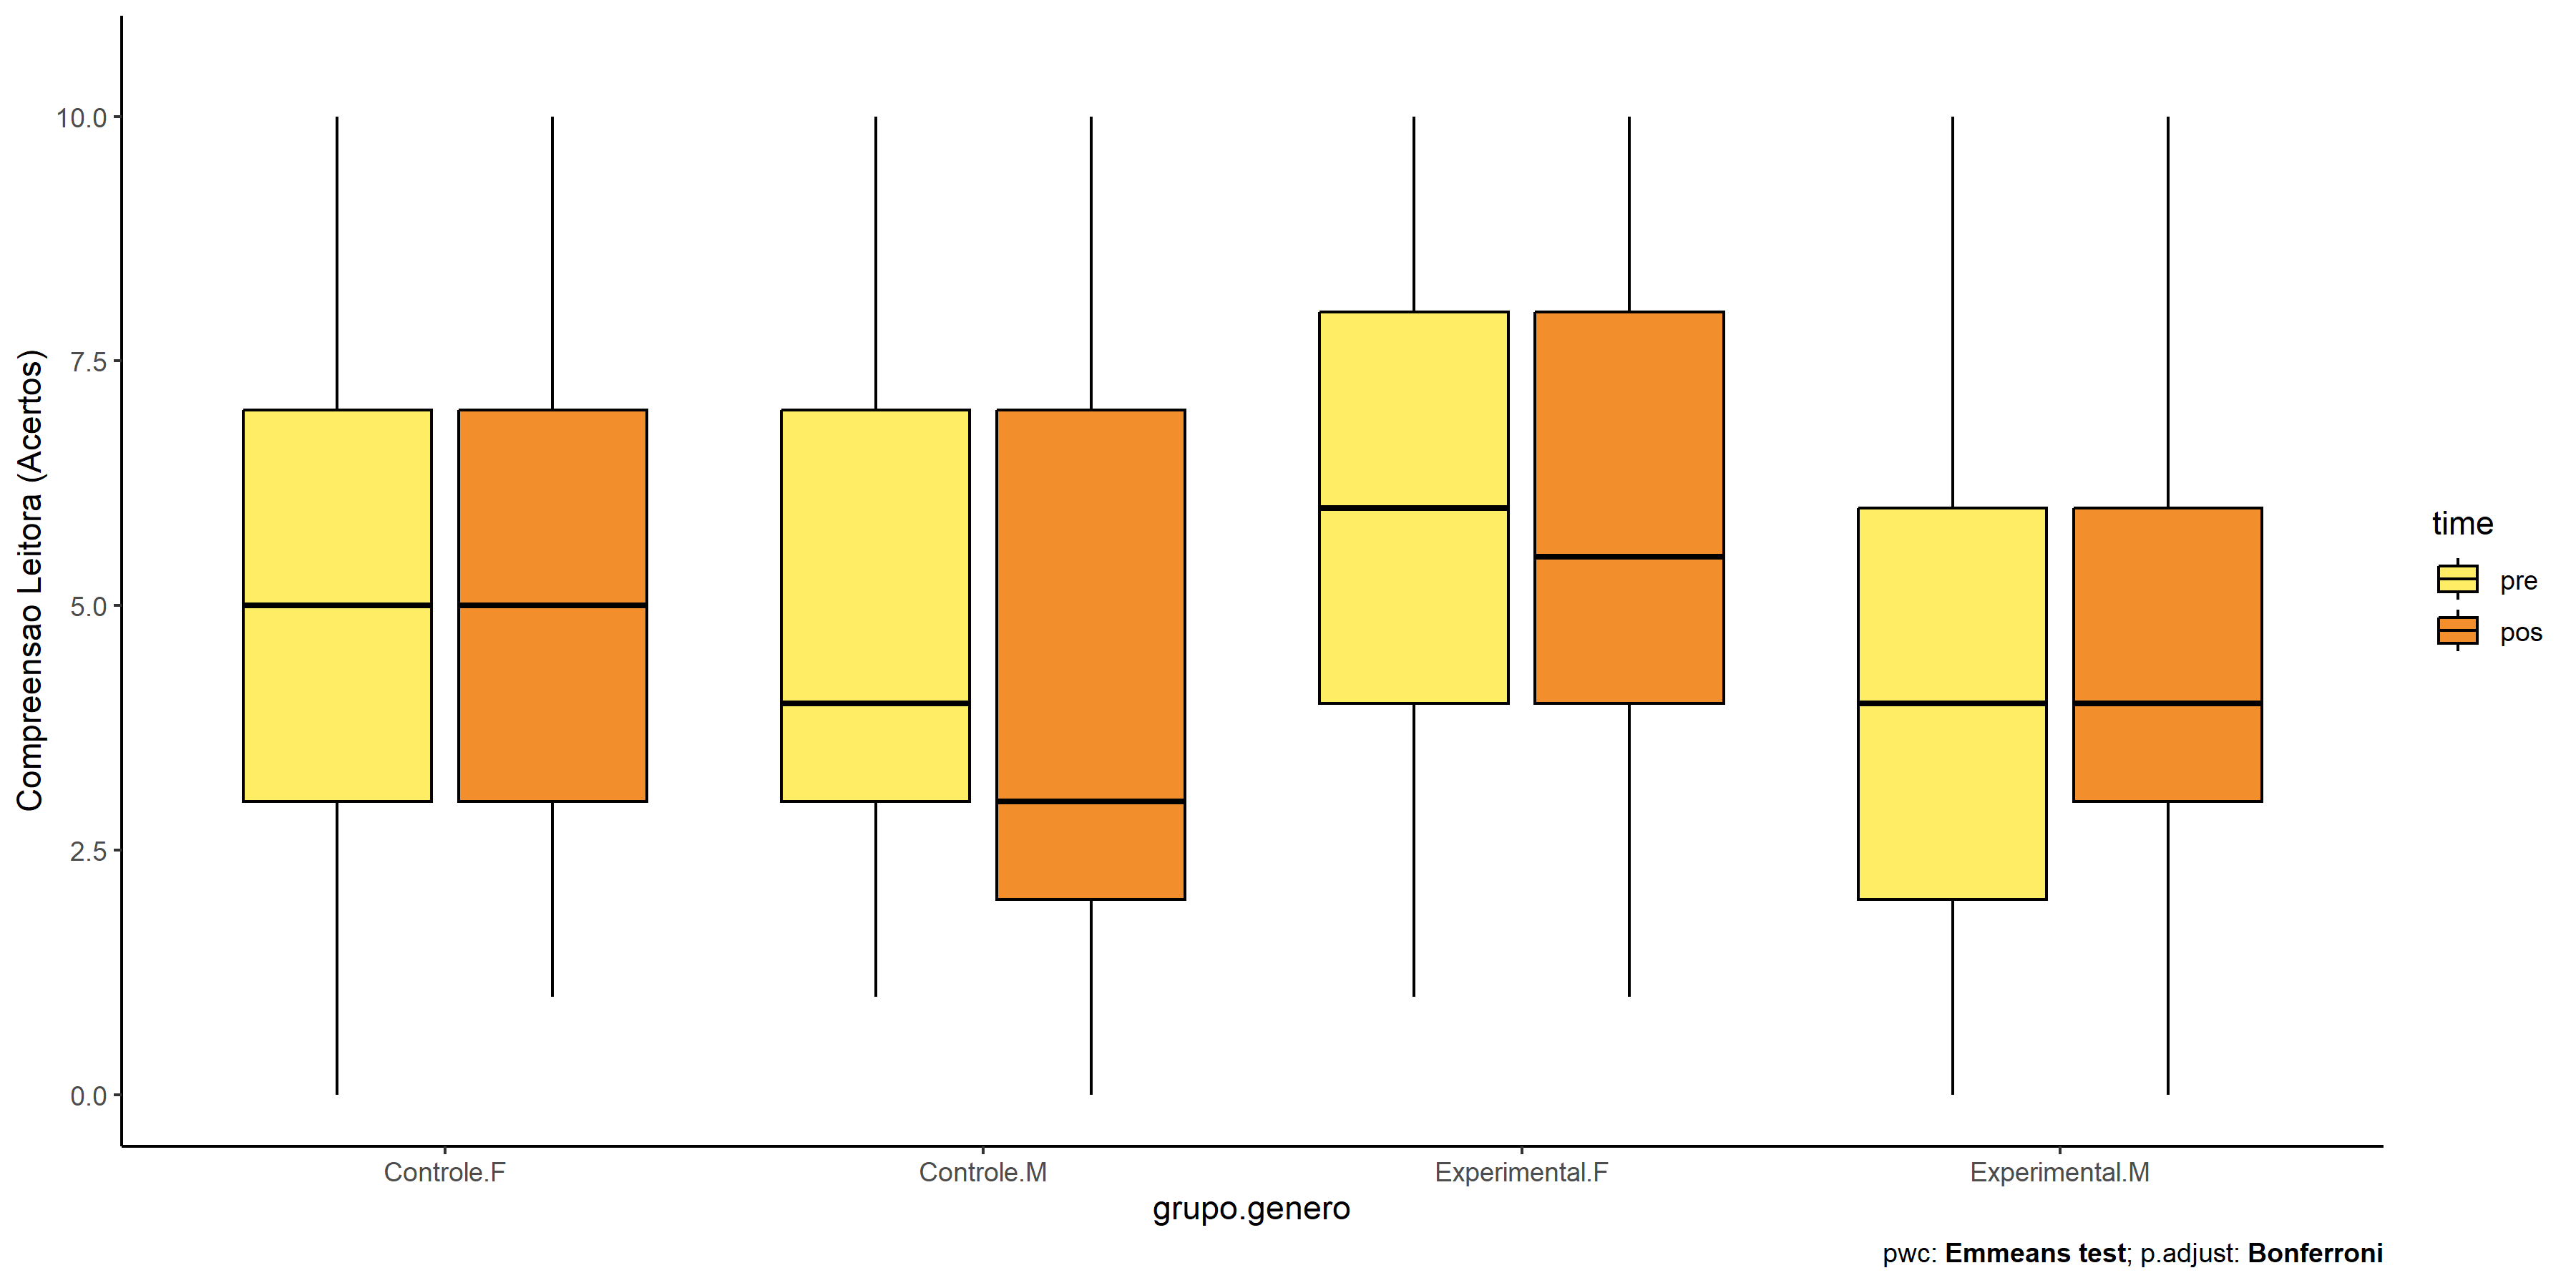 Compreensao Leitora (Acertos)
10.0
7.5
5.0
2.5
0.0
Controle.F
Controle.M
Experimental.F
Experimental.M
grupo.genero
time
pre
pos
pwc: Emmeans test; p.adjust: Bonferroni